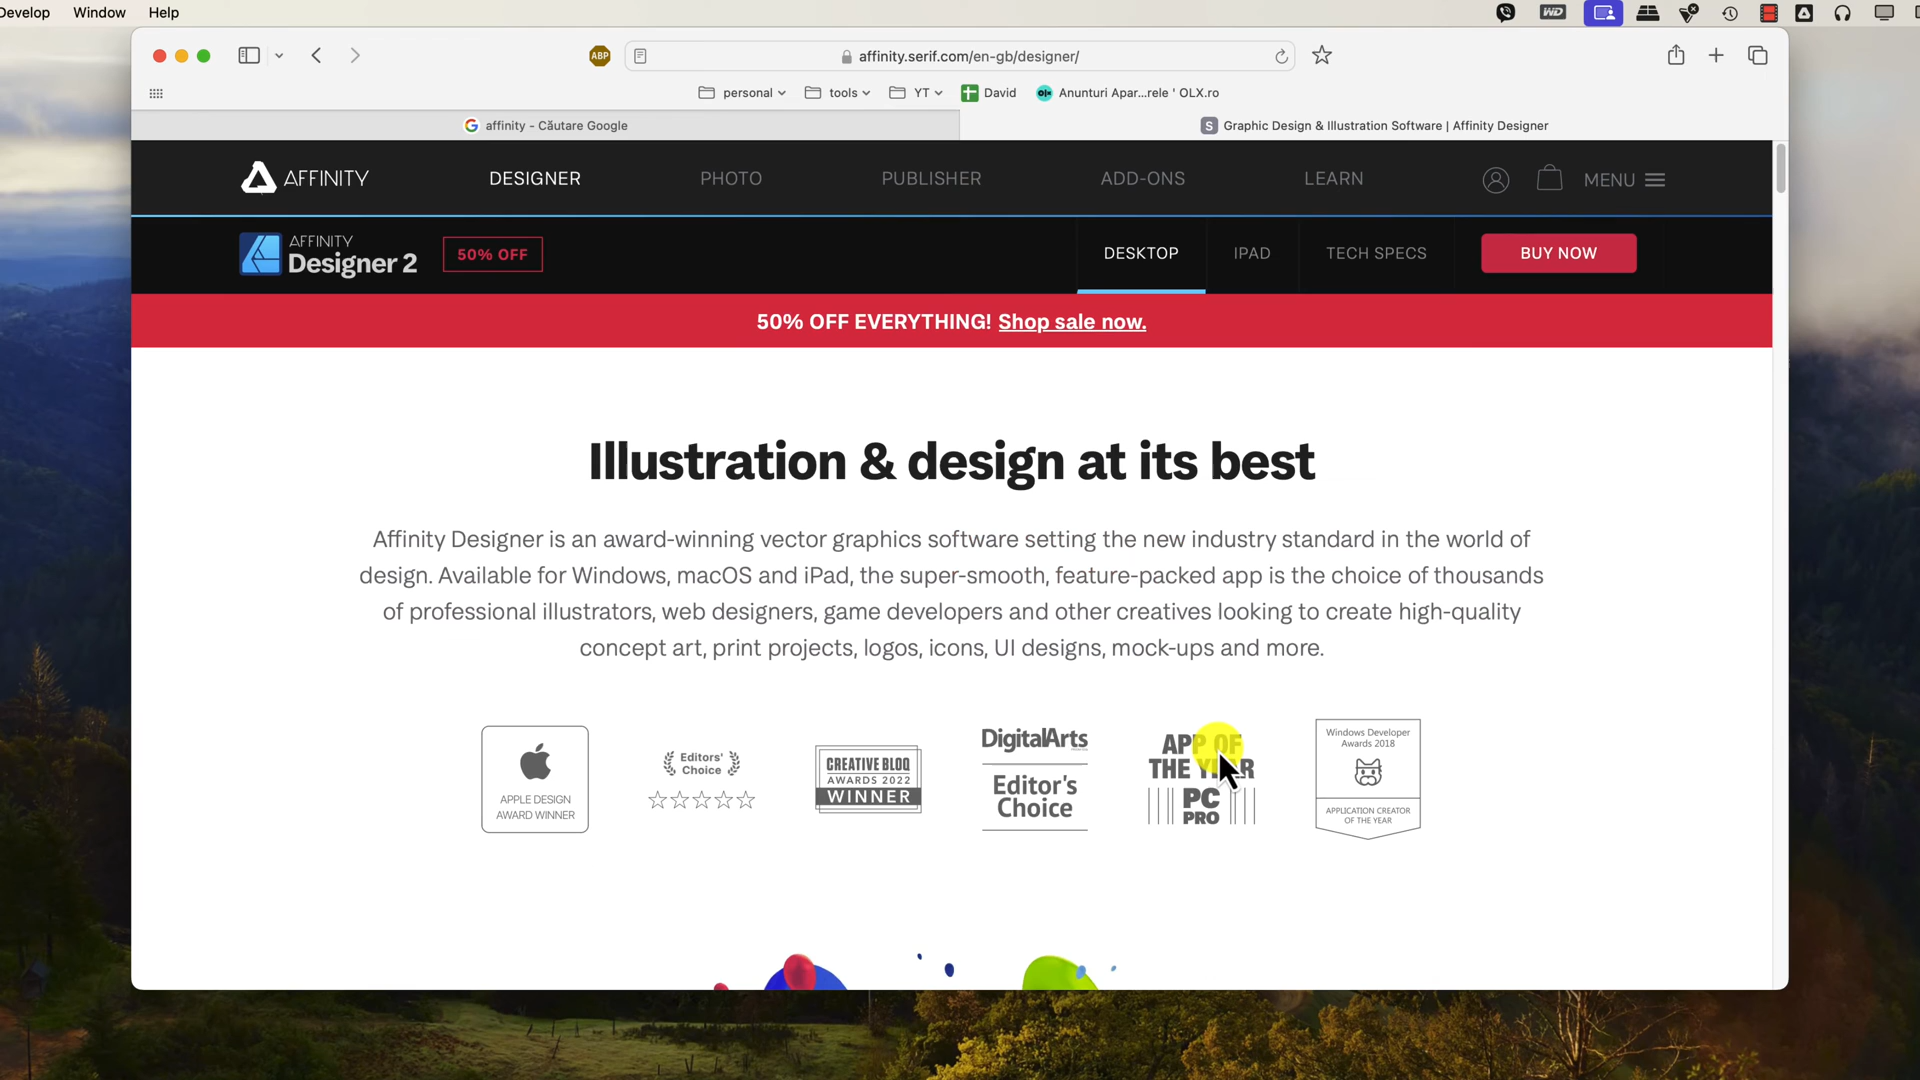 Develop Window Help
WD
ABP
affinity.serif.com/en-gb/designer/
personal tools YT David Anunturi Apar...rele ' OLX.ro
affinity - Căutare Google
S Graphic Design & Illustration Software | Affinity Designer
AFFINITY DESIGNER PHOTO PUBLISHER ADD-ONS LEARN MENU
AFFINITY
Designer 2
50% OFF
DESKTOP IPAD TECH SPECS BUY NOW
50% OFF EVERYTHING! Shop sale now.
Illustration & design at its best
Affinity Designer is an award-winning vector graphics software setting the new industry standard in the world of
design. Available for Windows, macOS and iPad, the super-smooth, feature-packed app is the choice of thousands
of professional illustrators, web designers, game developers and other creatives looking to create high-quality
concept art, print projects, logos, icons, UI designs, mock-ups and more.
APPLE DESIGN
AWARD WINNER
Editors'
Choice
CREATIVE BLOQ
AWARDS 2022
WINNER
DigitalArts
Editor's
Choice
APP OF
THE YEAR
PC
PRO
Windows Developer
Awards 2018
APPLICATION CREATOR
OF THE YEAR